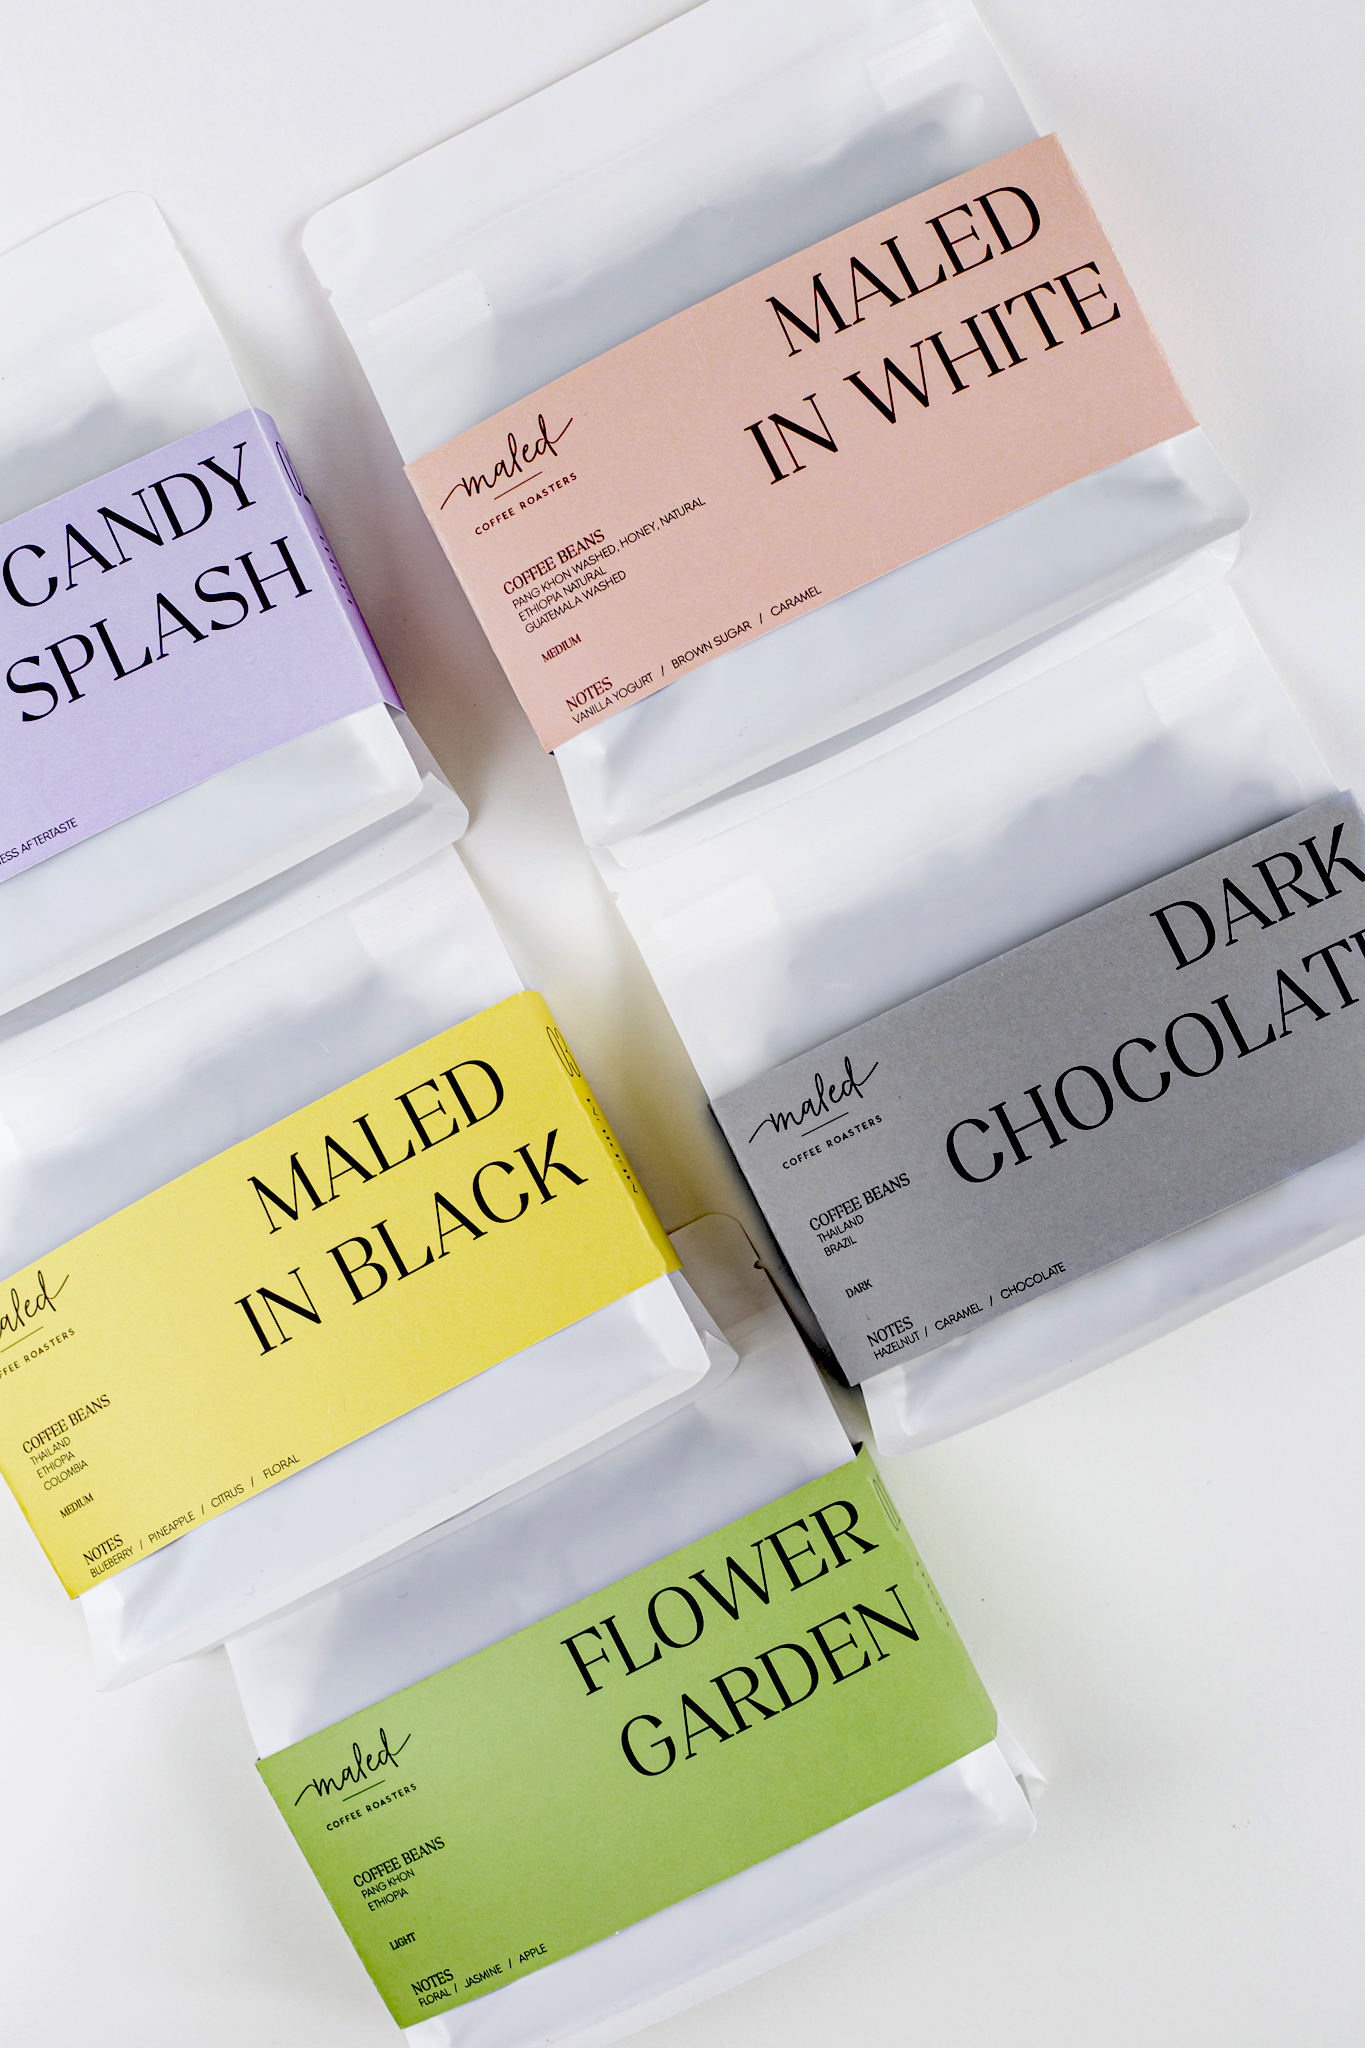 MALED
IN WHITE
maled
COFFEE ROASTERS
COFFEE BEANS
PANG KHON WASHED, HONEY, NATURAL
ETHIOPIA NATURAL
GUATEMALA WASHED
MEDIUM
NOTES
VANILLA YOGURT / BROWN SUGAR / CARAMEL
CANDY
SPLASH
AFTERTASTE
DARK
CHOCOLAT
maled
COFFEE ROASTERS
COFFEE BEANS
THAILAND
BRAZIL
DARK
NOTES
HAZELNUT / CARAMEL / CHOCOLATE
03
MALED
IN BLACK
aled
FFEE ROASTERS
COFFEE BEANS
THAILAND
ETHIOPIA
COLOMBIA
MEDIUM
NOTES
BLUEBERRY / PINEAPPLE / CITRUS / FLORAL
FLOWER
GARDEN
maled
COFFEE ROASTERS
COFFEE BEANS
PANG KHON
ETHIOPIA
LIGHT
NOTES
FLORAL / JASMINE / APPLE